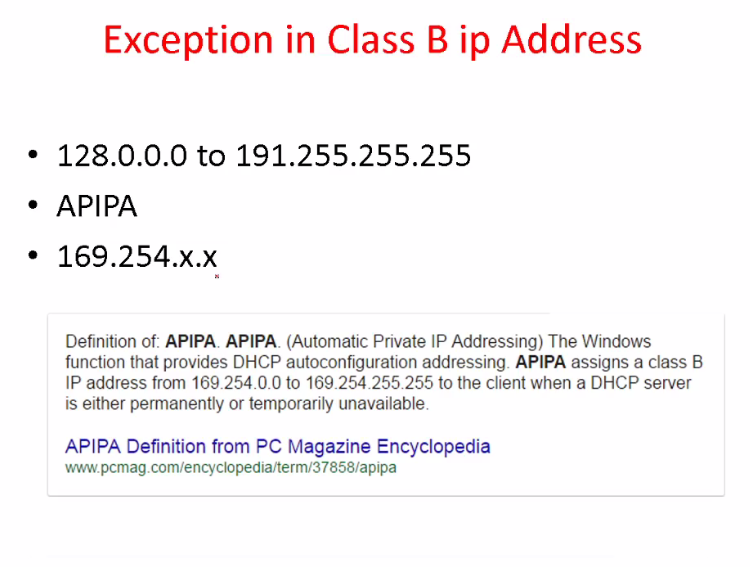 Exception in Class B ip Address
• 128.0.0.0 to 191.255.255.255
• APIPA
• 169.254.x.x
Definition of: APIPA. APIPA. (Automatic Private IP Addressing) The Windows
function that provides DHCP autoconfiguration addressing. APIPA assigns a class B
IP address from 169.254.0.0 to 169.254.255.255 to the client when a DHCP server
is either permanently or temporarily unavailable.
APIPA Definition from PC Magazine Encyclopedia
www.pcmag.com/encyclopedia/term/37858/apipa